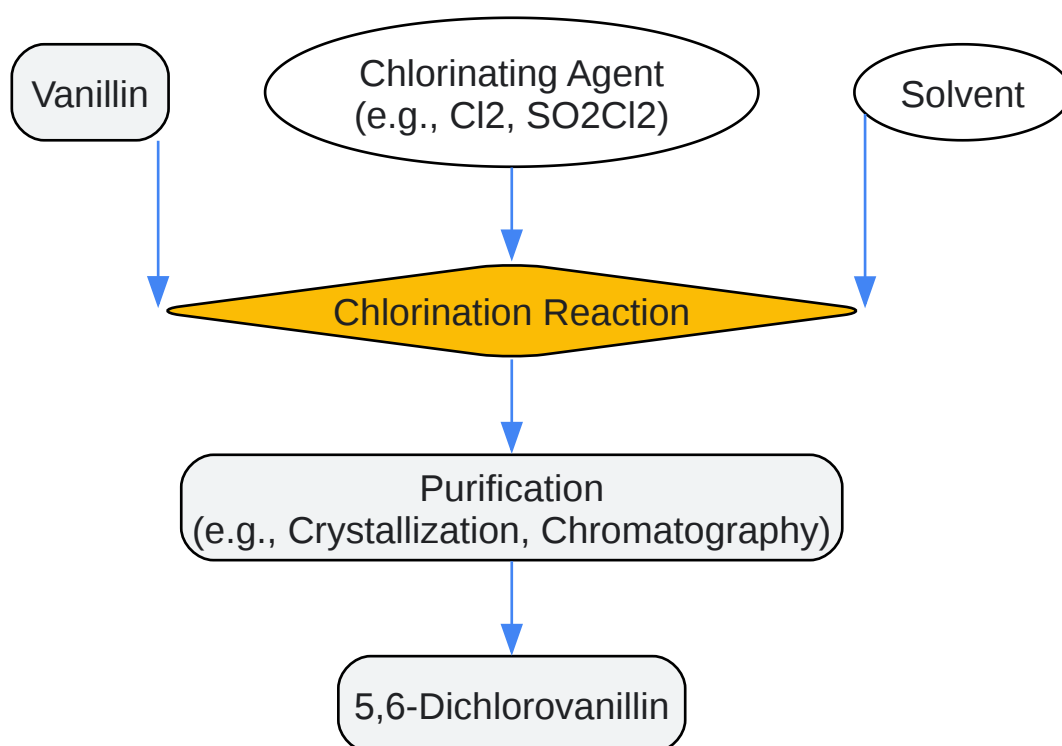 Vanillin
Chlorinating Agent
(e.g., Cl2, SO2Cl2)
Solvent
Chlorination Reaction
Purification
(e.g., Crystallization, Chromatography)
5,6-Dichlorovanillin